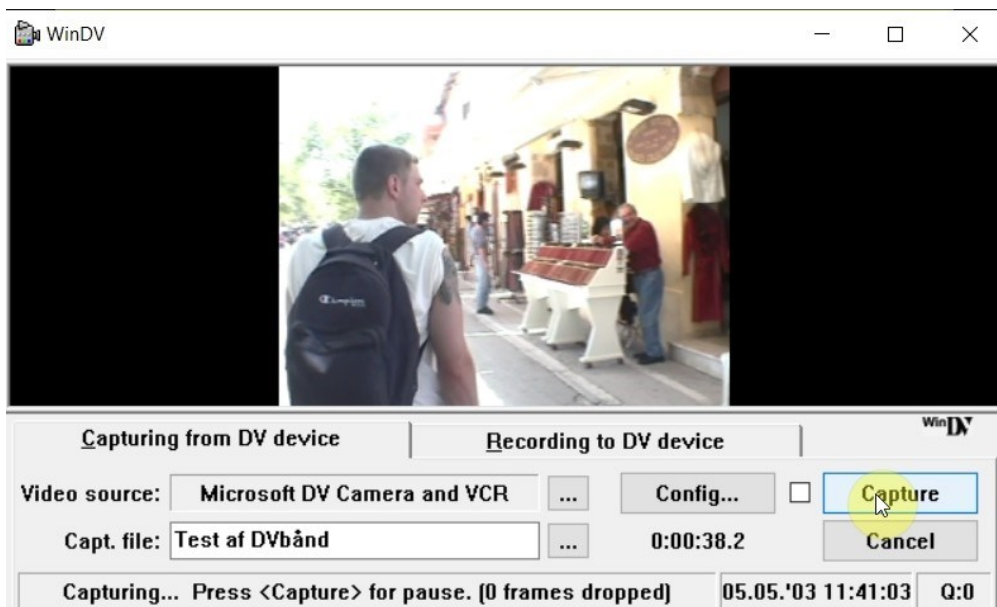 WinDV
Champion
WinDV
Capturing from DV device
Recording to DV device
Video source: Microsoft DV Camera and VCR ... Config... Capture
Capt. file: Test af DVbånd ... 0:00:38.2 Cancel
Capturing... Press <Capture> for pause. (0 frames dropped) 05.05.'03 11:41:03 Q:0